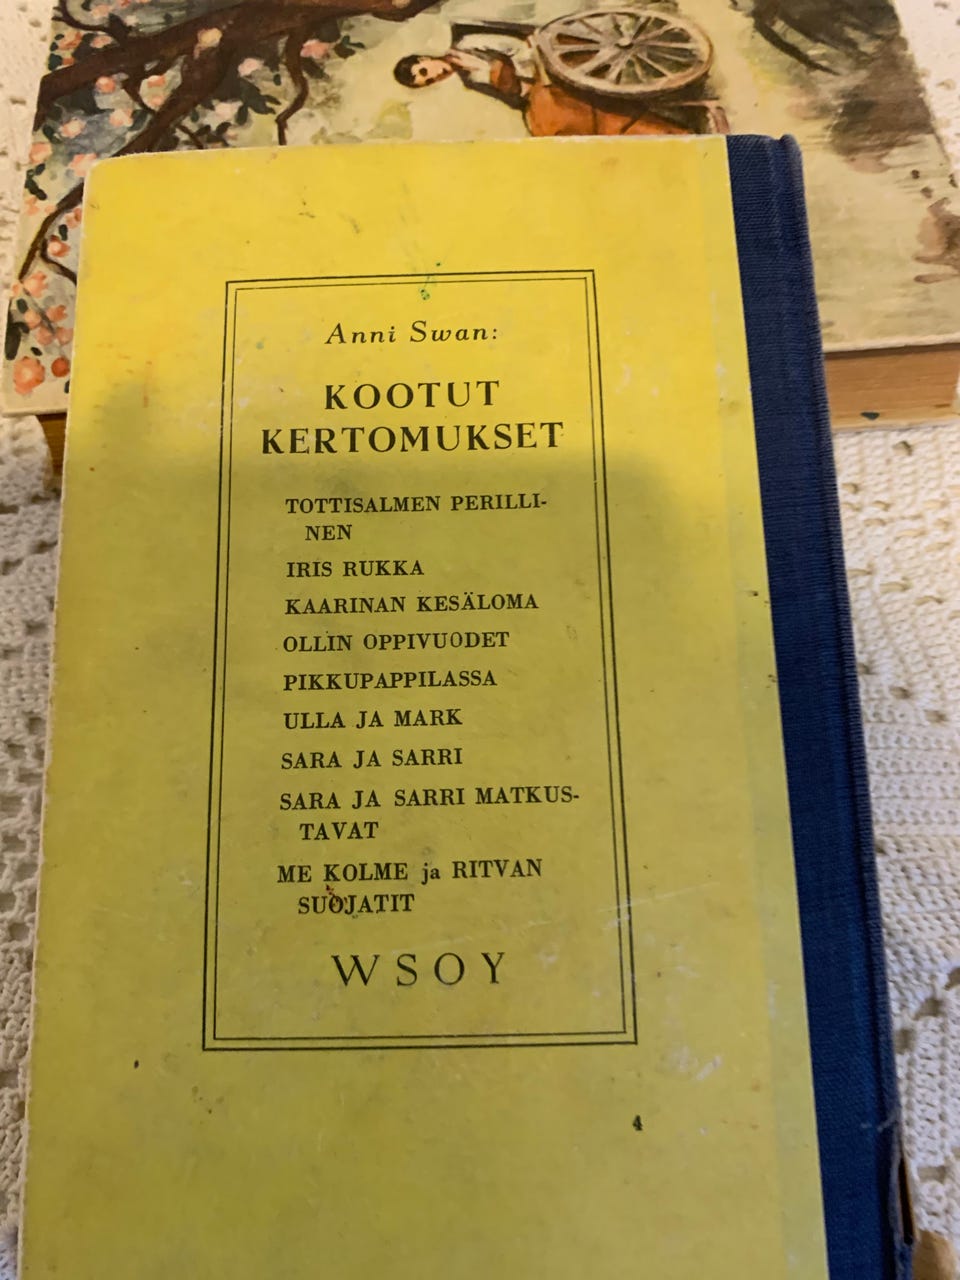 Anni Swan:
KOOTUT
KERTOMUKSET
TOTTISALMEN PERILLI-
NEN
IRIS RUKKA
KAARINAN KESÄLOMA
OLLIN OPPIVUODET
PIKKUPAPPILASSA
ULLA JA MARK
SARA JA SARRI
SARA JA SARRI MATKUS-
TAVAT
ME KOLME ja RITVAN
SUOJATIT
WSOY
4